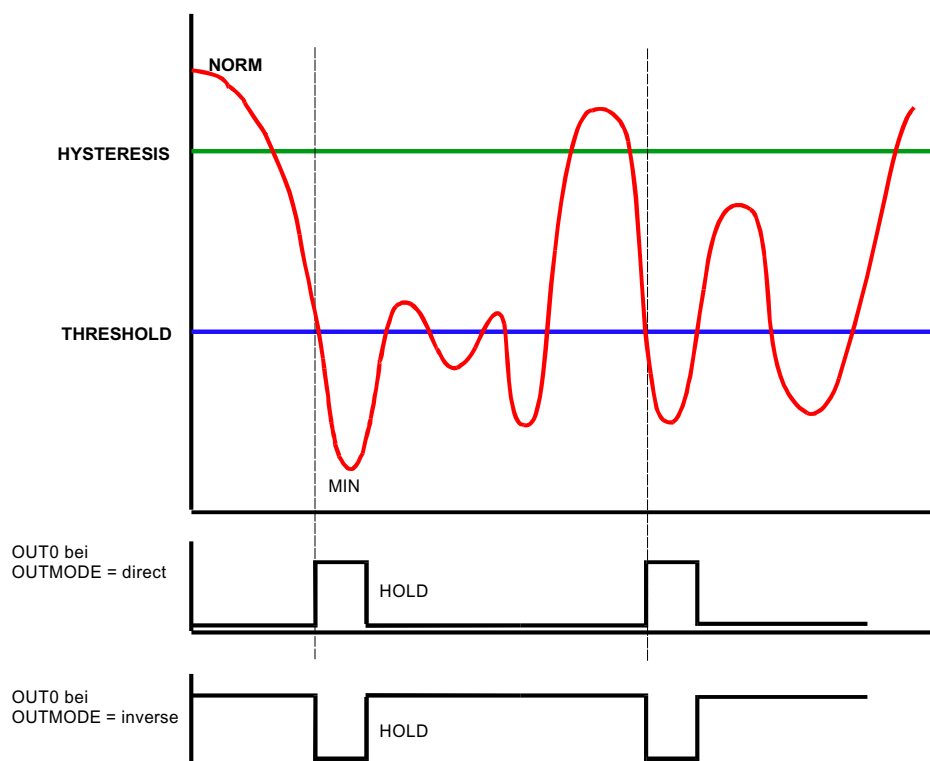 NORM
HYSTERESIS
THRESHOLD
MIN
OUT0 bei
OUTMODE = direct
HOLD
OUT0 bei
OUTMODE = inverse
HOLD